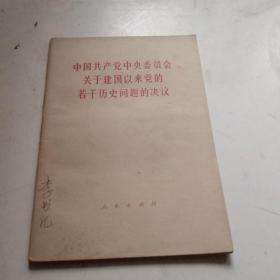 中国共产党中央委员会
关于建国以来党的
若干历史问题的决议
人民出版社